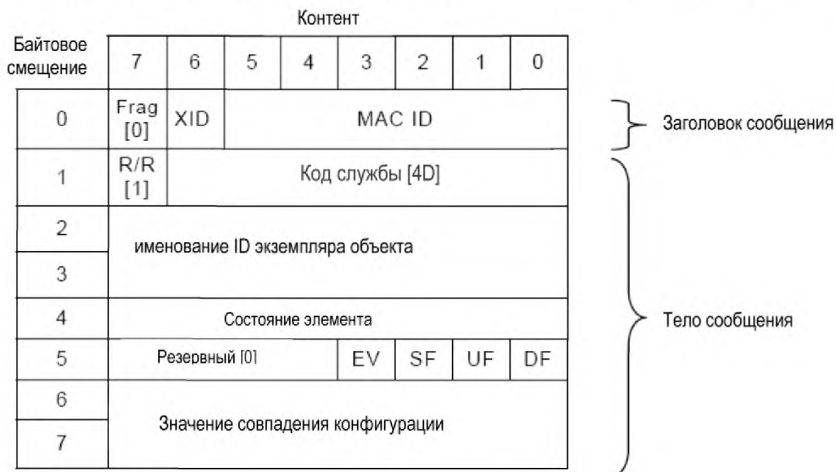 Контент
Байтовое
смещение
7 6 5 4 3 2 1 0
0 Frag [0] XID MAC ID
Заголовок сообщения
1 R/R [1] Код службы [4D]
2
именование ID экземпляра объекта
3
4 Состояние элемента
Тело сообщения
5 Резервный [0] EV SF UF DF
6
Значение совпадения конфигурации
7